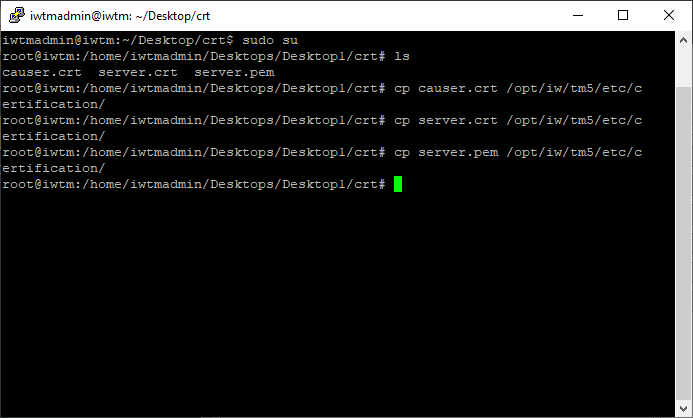 iwtmadmin@iwtm: ~/Desktop/crt
iwtmadmin@iwtm:~/Desktop/crt$ sudo su
root@iwtm:/home/iwtmadmin/Desktops/Desktop1/crt# ls
causer.crt  server.crt  server.pem
root@iwtm:/home/iwtmadmin/Desktops/Desktop1/crt# cp causer.crt /opt/iw/tm5/etc/c
ertification/
root@iwtm:/home/iwtmadmin/Desktops/Desktop1/crt# cp server.crt /opt/iw/tm5/etc/c
ertification/
root@iwtm:/home/iwtmadmin/Desktops/Desktop1/crt# cp server.pem /opt/iw/tm5/etc/c
ertification/
root@iwtm:/home/iwtmadmin/Desktops/Desktop1/crt#